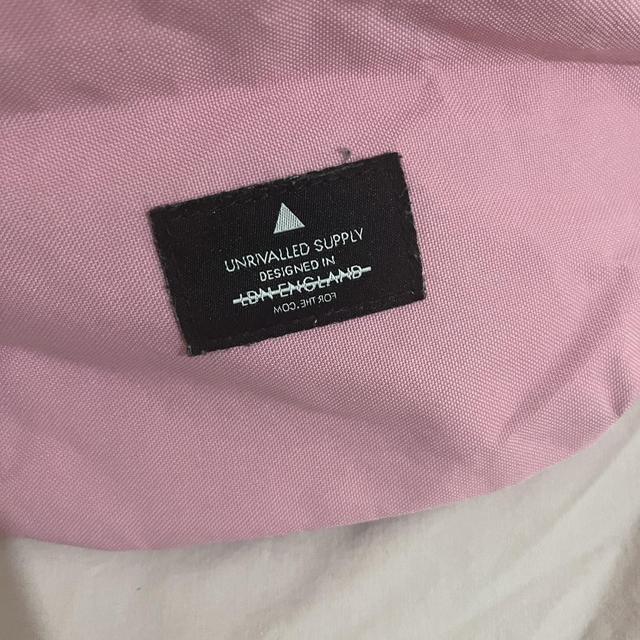 UNRIVALLED SUPPLY
DESIGNED IN
LDN ENGLAND
FOR.THE.COM